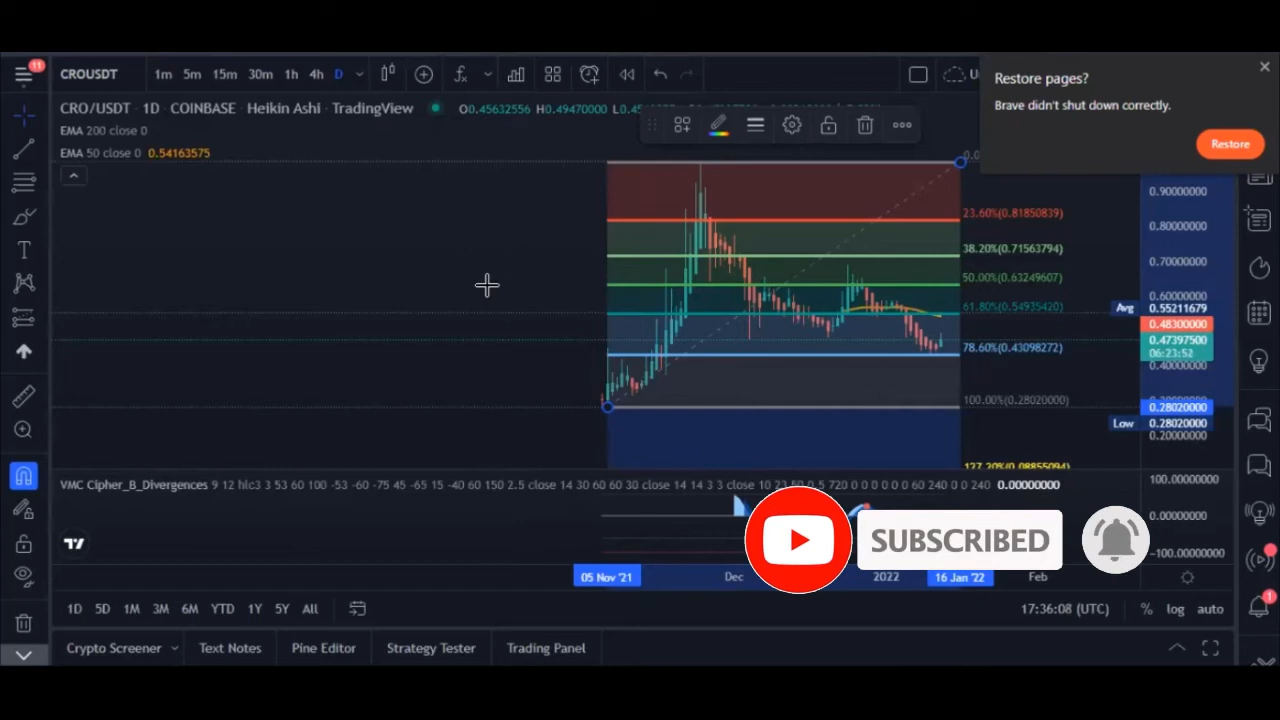 11
CROUSDT 1m 5m 15m 30m 1h 4h D
Restore pages?
Brave didn't shut down correctly.
Restore
CRO/USDT · 1D · COINBASE · Heikin Ashi · TradingView O0.45632556 H0.49470000
EMA 200 close 0
EMA 50 close 0 0.54163575
0.90000000
23.60%(0.81850839)
0.80000000
38.20%(0.71563794)
0.70000000
50.00%(0.63249607)
0.60000000
61.80%(0.54935420)
Avg 0.55211679
0.48300000
0.47397500
06:23:52
78.60%(0.43098272)
0.40000000
100.00%(0.28020000)
0.28020000
Low 0.28020000
0.20000000
127.20%(0.08855094)
VMC Cipher_B_Divergences 9 12 hlc3 3 53 60 100 -53 -60 -75 45 -65 15 -40 60 150 2.5 close 14 30 60 60 30 close 14 14 3 3 close 10 23 50 0.5 720 0 0 0 0 0 0 60 240 0 0 240 0.00000000
100.00000000
0.00000000
-100.00000000
SUBSCRIBED
05 Nov '21 Dec 2022 16 Jan '22 Feb
1D 5D 1M 3M 6M YTD 1Y 5Y All 17:36:08 (UTC) % log auto
1
Crypto Screener Text Notes Pine Editor Strategy Tester Trading Panel